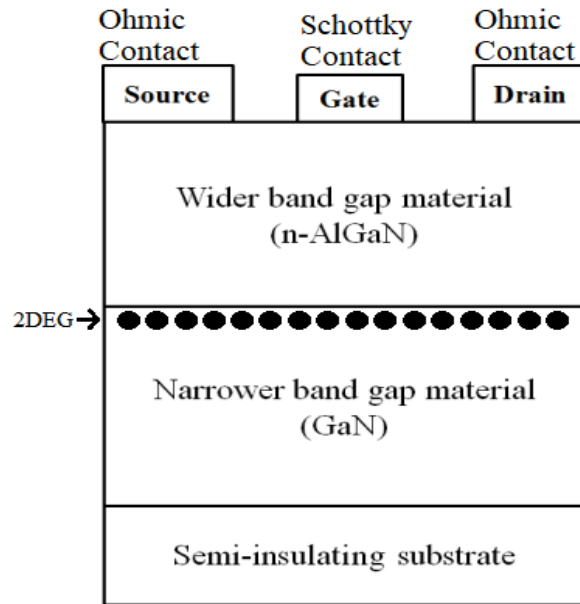 Ohmic
Contact
Schottky
Contact
Ohmic
Contact
Source
Gate
Drain
Wider band gap material
(n-AlGaN)
2DEG
Narrower band gap material
(GaN)
Semi-insulating substrate